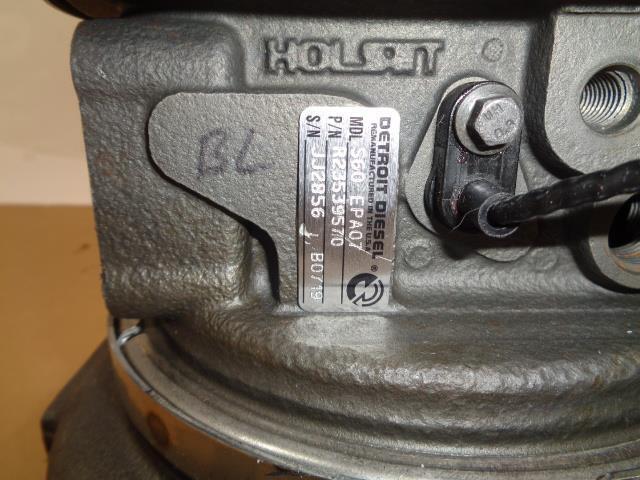 HOLSET
BL
DETROIT DIESEL ®
REMANUFACTURED IN THE U.S.A.
MDL S60 EPA07
P/N R23539570
S/N JJ2856 B0719